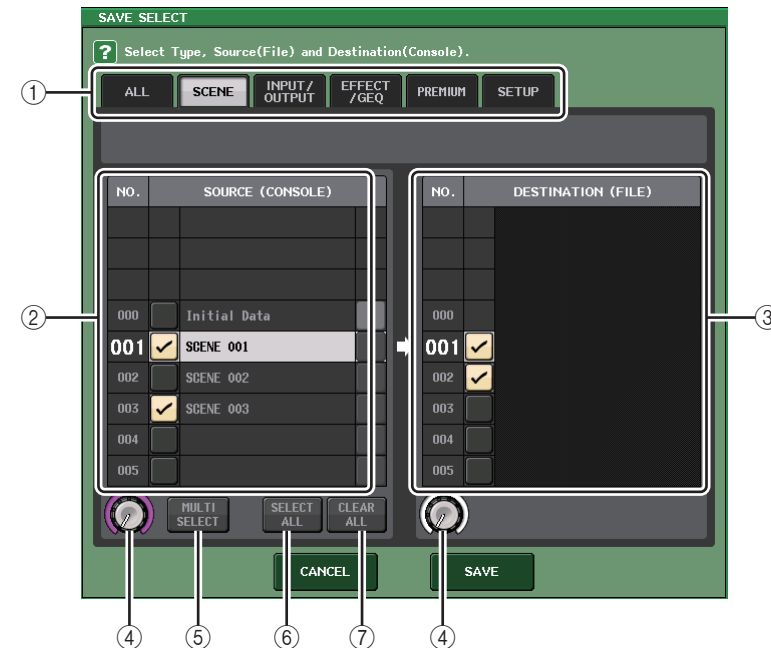 SAVE SELECT
? Select Type, Source(File) and Destination(Console).
① ALL SCENE INPUT/OUTPUT EFFECT/GEQ PREMIUM SETUP
NO. SOURCE (CONSOLE) NO. DESTINATION (FILE)
② ③
000 Initial Data 000
001 SCENE 001 001
002 SCENE 002 002
003 SCENE 003 003
004 004
005 005
MULTI SELECT SELECT ALL CLEAR ALL
CANCEL SAVE
④ ⑤ ⑥ ⑦ ④